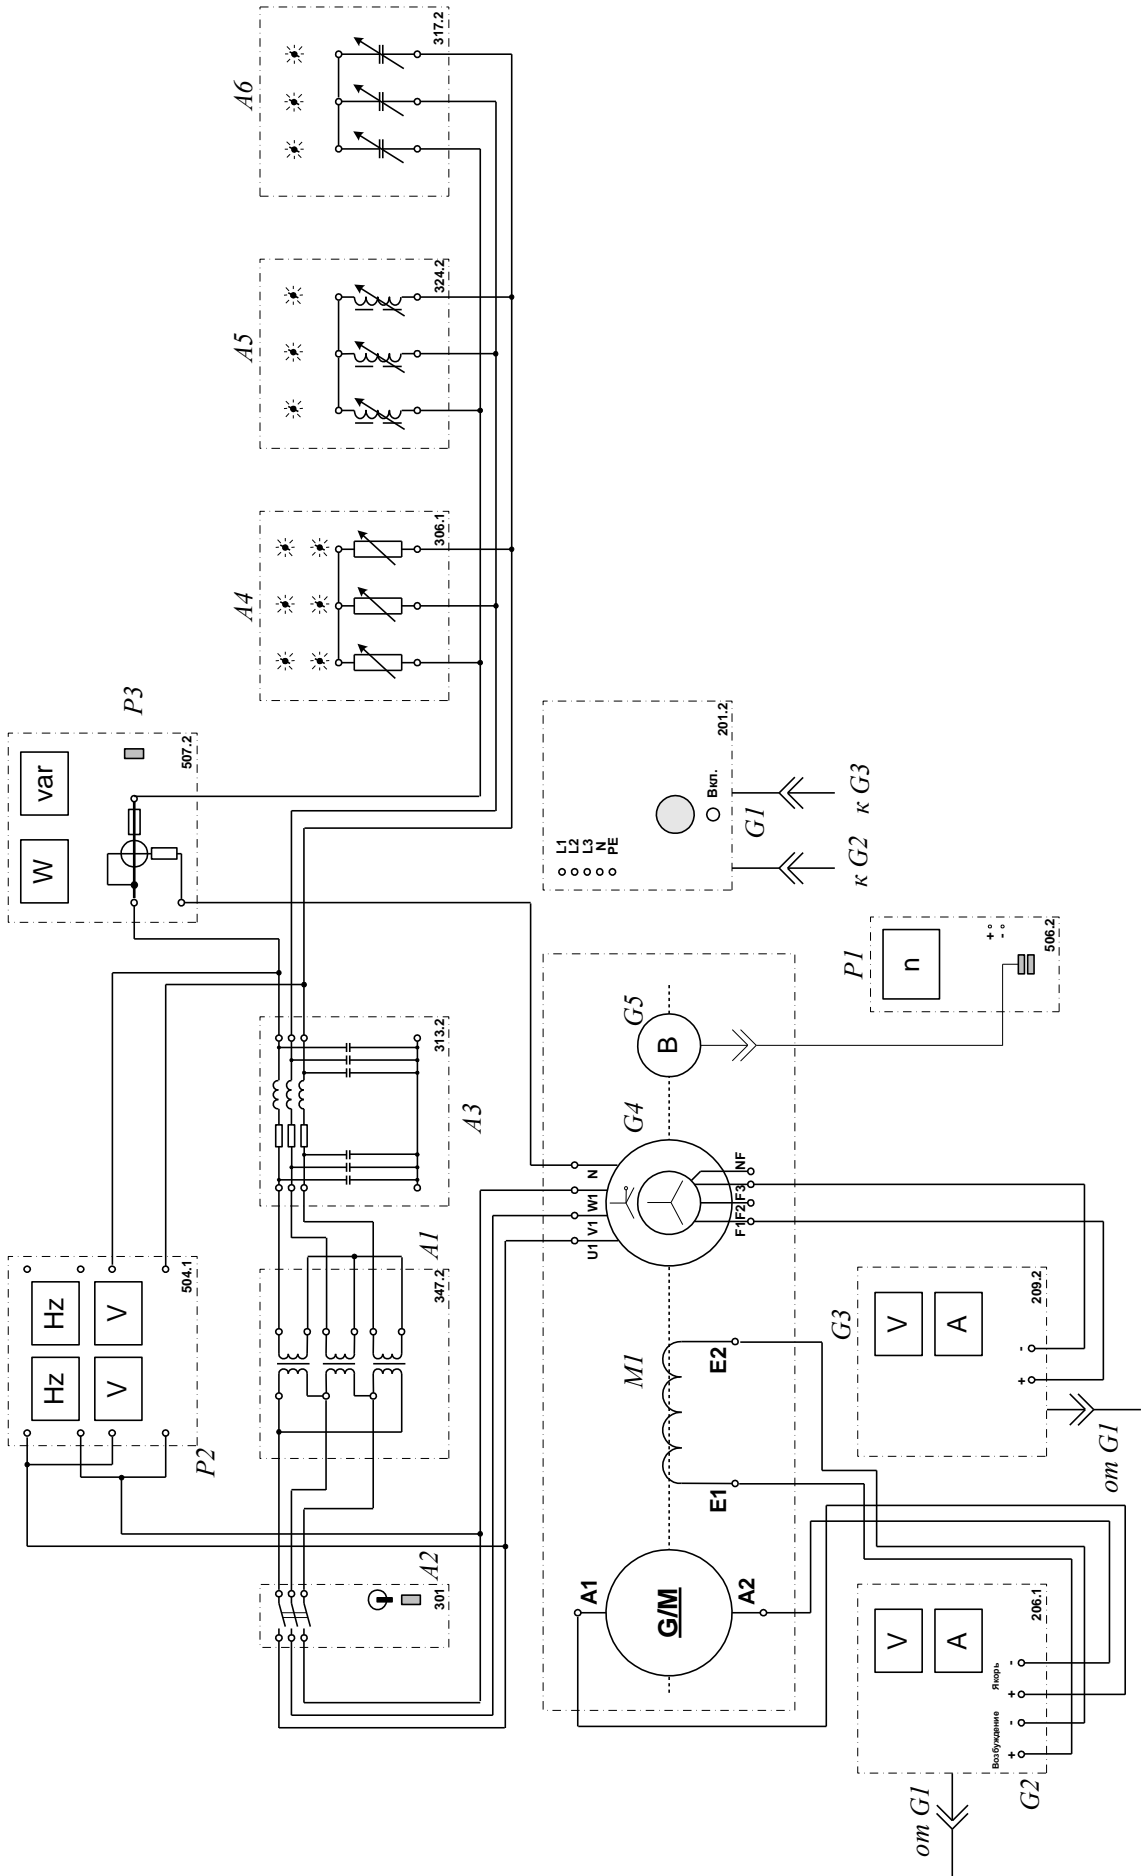 317.2
A6
324.2
A5
306.1
A4
P3
507.2
var
W
201.2
L1
L2
L3
N
PE
Вкл.
G1
к G3
к G2
P1
n
+
-
506.2
G5
B
G4
313.2
A3
N
W1
V1
U1
NF
F3
F2
F1
504.1
Hz
V
Hz
V
P2
347.2
A1
G3
V
A
209.2
-
+
от G1
M1
E2
E1
A2
301
A1
G/M
A2
206.1
V
A
Якорь
-
+
Возбуждение
-
+
G2
от G1